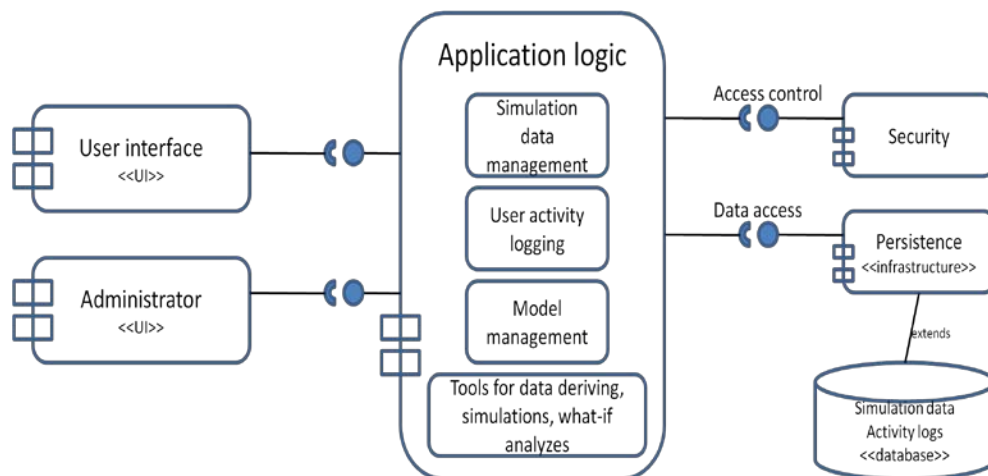 Application logic
Simulation
data
management
User activity
logging
Model
management
Tools for data deriving,
simulations, what-if
analyzes
User interface
<<UI>>
Administrator
<<UI>>
Access control
Security
Data access
Persistence
<<infrastructure>>
extends
Simulation data
Activity logs
<<database>>